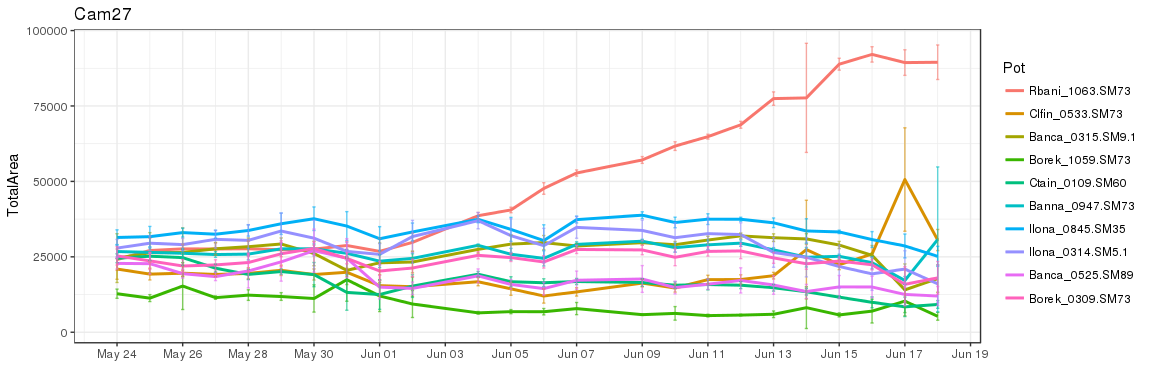 Cam27
TotalArea
100000
75000
50000
25000
0
May 24 May 26 May 28 May 30 Jun 01 Jun 03 Jun 05 Jun 07 Jun 09 Jun 11 Jun 13 Jun 15 Jun 17 Jun 19
Pot
Rbani_1063.SM73
Clfin_0533.SM73
Banca_0315.SM9.1
Borek_1059.SM73
Ctain_0109.SM60
Banna_0947.SM73
Ilona_0845.SM35
Ilona_0314.SM5.1
Banca_0525.SM89
Borek_0309.SM73